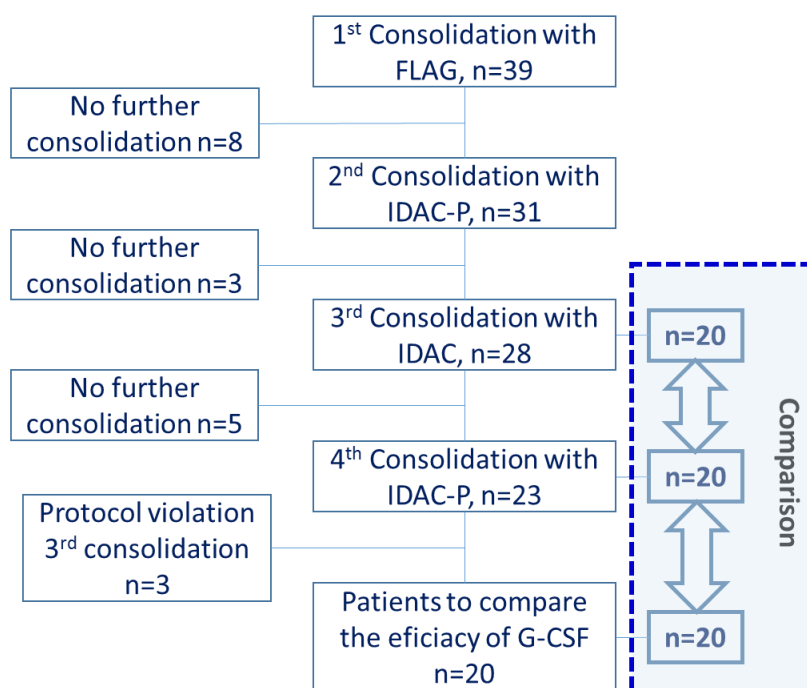 1st Consolidation with
FLAG, n=39
No further
consolidation n=8
2nd Consolidation with
IDAC-P, n=31
No further
consolidation n=3
3rd Consolidation with
IDAC, n=28
n=20
No further
consolidation n=5
4th Consolidation with
IDAC-P, n=23
n=20
Comparison
Protocol violation
3rd consolidation
n=3
Patients to compare
the eficiacy of G-CSF
n=20
n=20